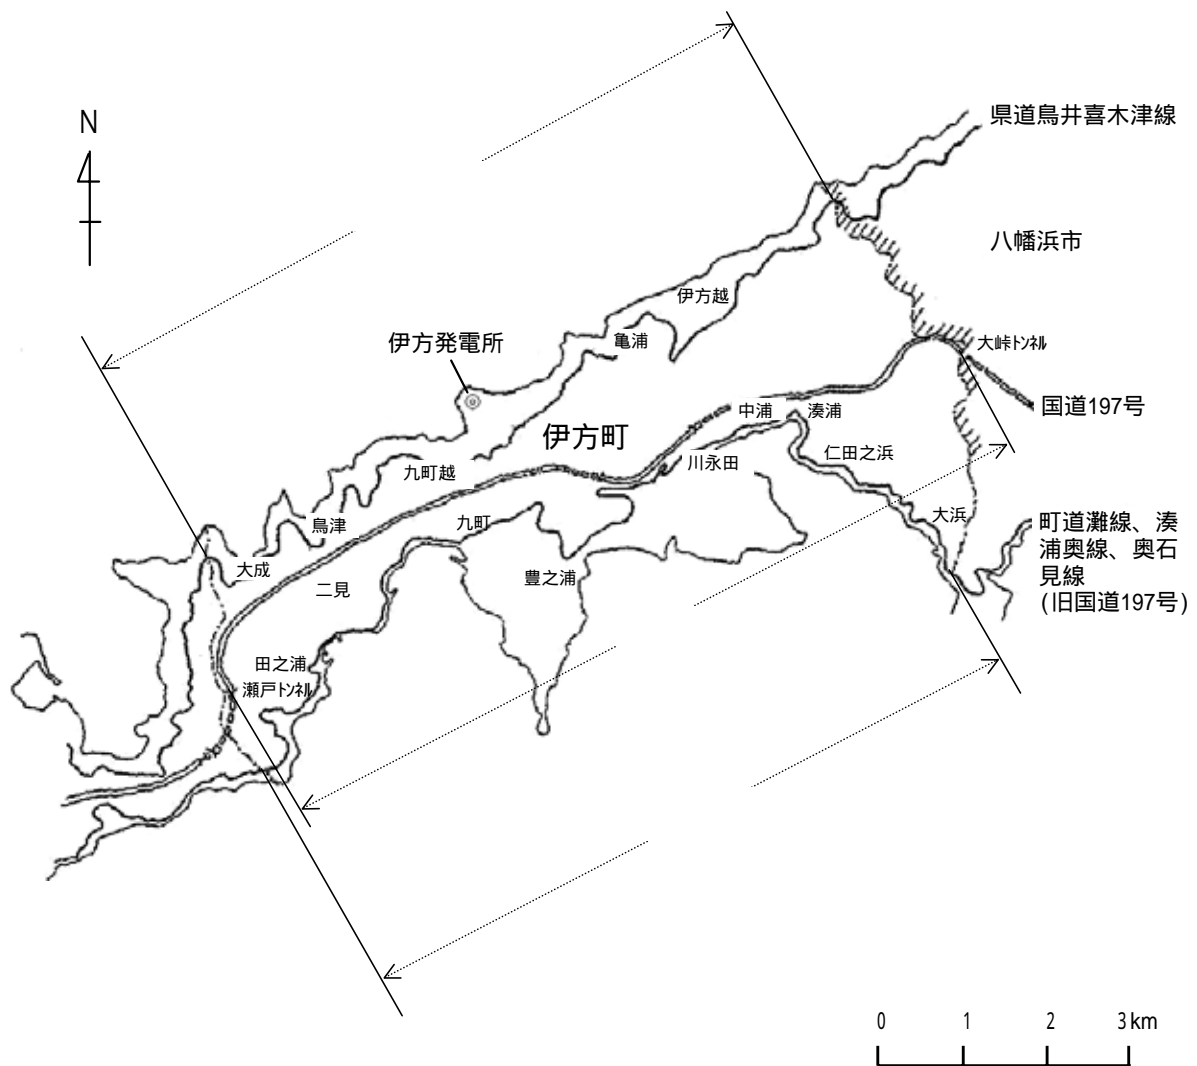 N
県道鳥井喜木津線
八幡浜市
伊方越
亀浦
大峠トンネル
伊方発電所
国道197号
中浦
湊浦
伊方町
仁田之浜
川永田
九町越
大浜
鳥津
九町
町道灘線、湊
浦奥線、奥石
見線
(旧国道197号)
大成
豊之浦
二見
田之浦
瀬戸トンネル
0 1 2 3km